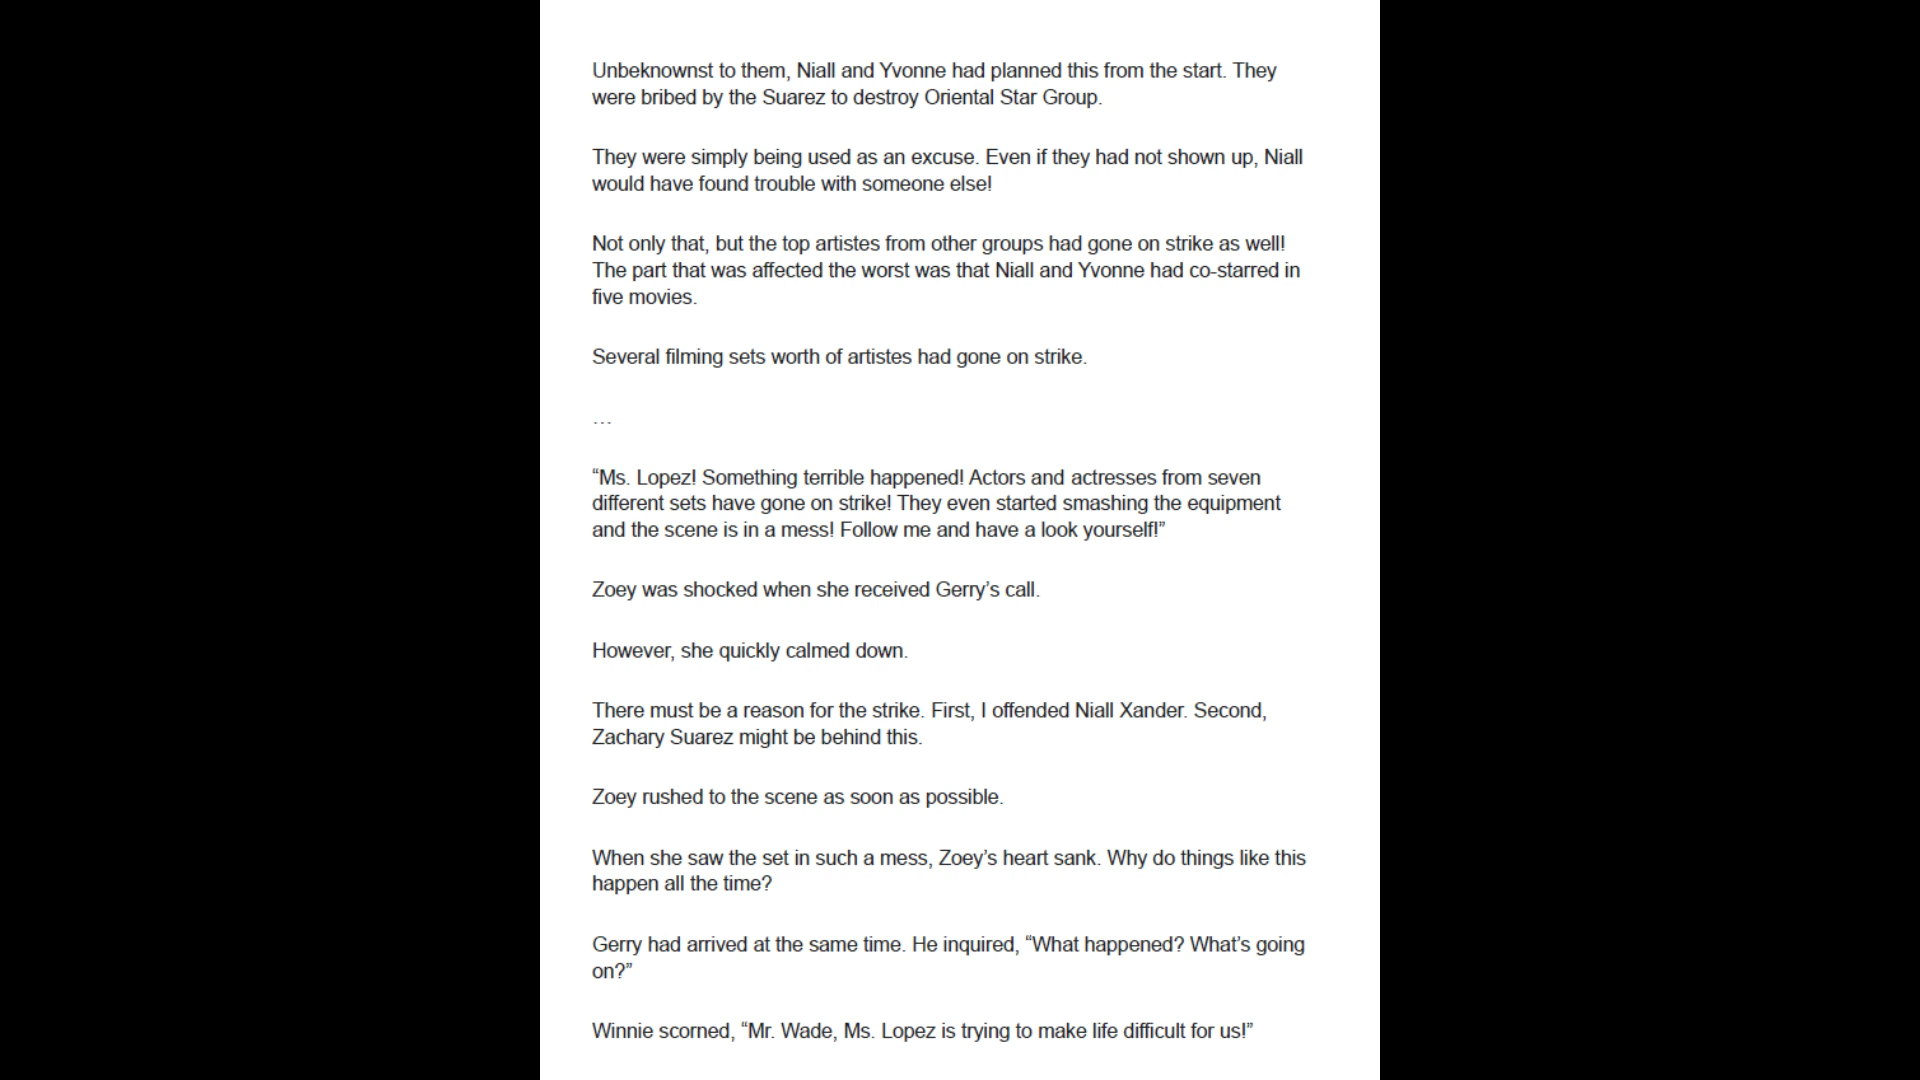 Unbeknownst to them, Niall and Yvonne had planned this from the start. They
were bribed by the Suarez to destroy Oriental Star Group.
They were simply being used as an excuse. Even if they had not shown up, Niall
would have found trouble with someone else!
Not only that, but the top artistes from other groups had gone on strike as well!
The part that was affected the worst was that Niall and Yvonne had co-starred in
five movies.
Several filming sets worth of artistes had gone on strike.
…
“Ms. Lopez! Something terrible happened! Actors and actresses from seven
different sets have gone on strike! They even started smashing the equipment
and the scene is in a mess! Follow me and have a look yourself!”
Zoey was shocked when she received Gerry’s call.
However, she quickly calmed down.
There must be a reason for the strike. First, I offended Niall Xander. Second,
Zachary Suarez might be behind this.
Zoey rushed to the scene as soon as possible.
When she saw the set in such a mess, Zoey’s heart sank. Why do things like this
happen all the time?
Gerry had arrived at the same time. He inquired, “What happened? What’s going
on?”
Winnie scorned, “Mr. Wade, Ms. Lopez is trying to make life difficult for us!”